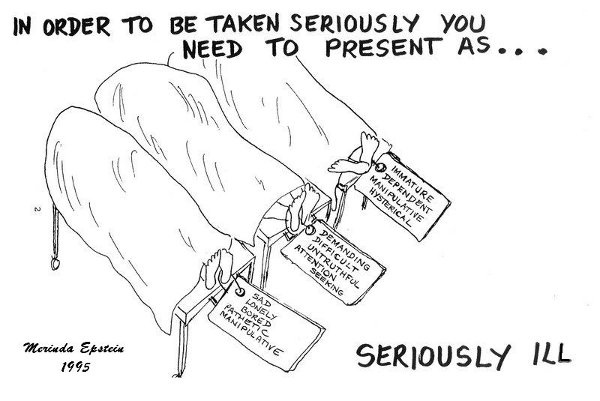 IN ORDER TO BE TAKEN SERIOUSLY YOU
NEED TO PRESENT AS...
IMMATURE
DEPENDENT
MANIPULATIVE
HYSTERICAL
DEMANDING
DIFFICULT
UNTRUTHFUL
ATTENTION
SEEKING
SAD
LONELY
BORED
PATHETIC
MANIPULATIVE
2
Merinda Epstein
1995
SERIOUSLY ILL